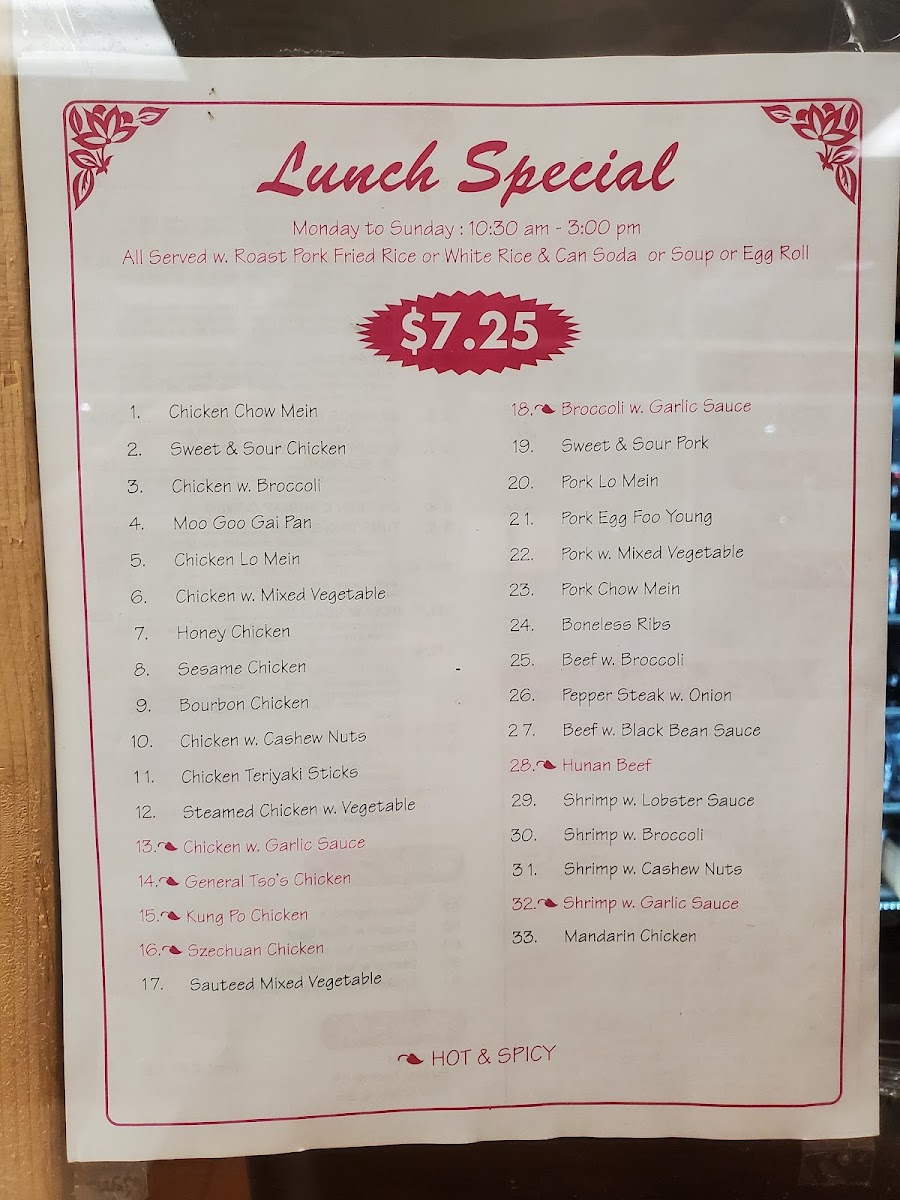 Lunch Special
Monday to Sunday : 10:30 am - 3:00 pm
All Served w. Roast Pork Fried Rice or White Rice & Can Soda or Soup or Egg Roll
$7.25
1. Chicken Chow Mein
2. Sweet & Sour Chicken
3. Chicken w. Broccoli
4. Moo Goo Gai Pan
5. Chicken Lo Mein
6. Chicken w. Mixed Vegetable
7. Honey Chicken
8. Sesame Chicken
9. Bourbon Chicken
10. Chicken w. Cashew Nuts
11. Chicken Teriyaki Sticks
12. Steamed Chicken w. Vegetable
13. Chicken w. Garlic Sauce
14. General Tso's Chicken
15. Kung Po Chicken
16. Szechuan Chicken
17. Sauteed Mixed Vegetable
18. Broccoli w. Garlic Sauce
19. Sweet & Sour Pork
20. Pork Lo Mein
21. Pork Egg Foo Young
22. Pork w. Mixed Vegetable
23. Pork Chow Mein
24. Boneless Ribs
25. Beef w. Broccoli
26. Pepper Steak w. Onion
27. Beef w. Black Bean Sauce
28. Hunan Beef
29. Shrimp w. Lobster Sauce
30. Shrimp w. Broccoli
31. Shrimp w. Cashew Nuts
32. Shrimp w. Garlic Sauce
33. Mandarin Chicken
HOT & SPICY